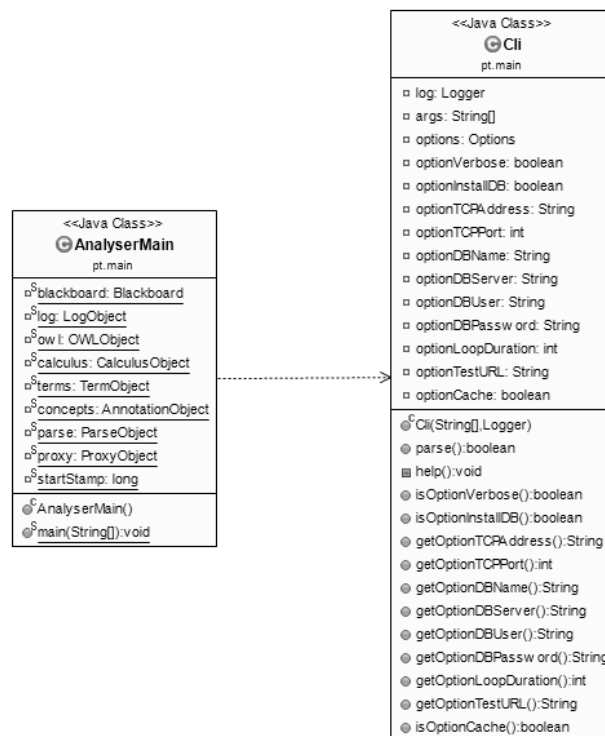 <<Java Class>>
AnalyserMain
pt.main
blackboard: Blackboard
log: LogObject
owl: OWLObject
calculus: CalculusObject
terms: TermObject
concepts: AnnotationObject
parse: ParseObject
proxy: ProxyObject
startStamp: long
AnalyserMain()
main(String[]):void
<<Java Class>>
Cli
pt.main
log: Logger
args: String[]
options: Options
optionVerbose: boolean
optionInstallDB: boolean
optionTCPAddress: String
optionTCPPort: int
optionDBName: String
optionDBServer: String
optionDBUser: String
optionDBPassword: String
optionLoopDuration: int
optionTestURL: String
optionCache: boolean
Cli(String[],Logger)
parse():boolean
help():void
isOptionVerbose():boolean
isOptionInstallDB():boolean
getOptionTCPAddress():String
getOptionTCPPort():int
getOptionDBName():String
getOptionDBServer():String
getOptionDBUser():String
getOptionDBPassword():String
getOptionLoopDuration():int
getOptionTestURL():String
isOptionCache():boolean